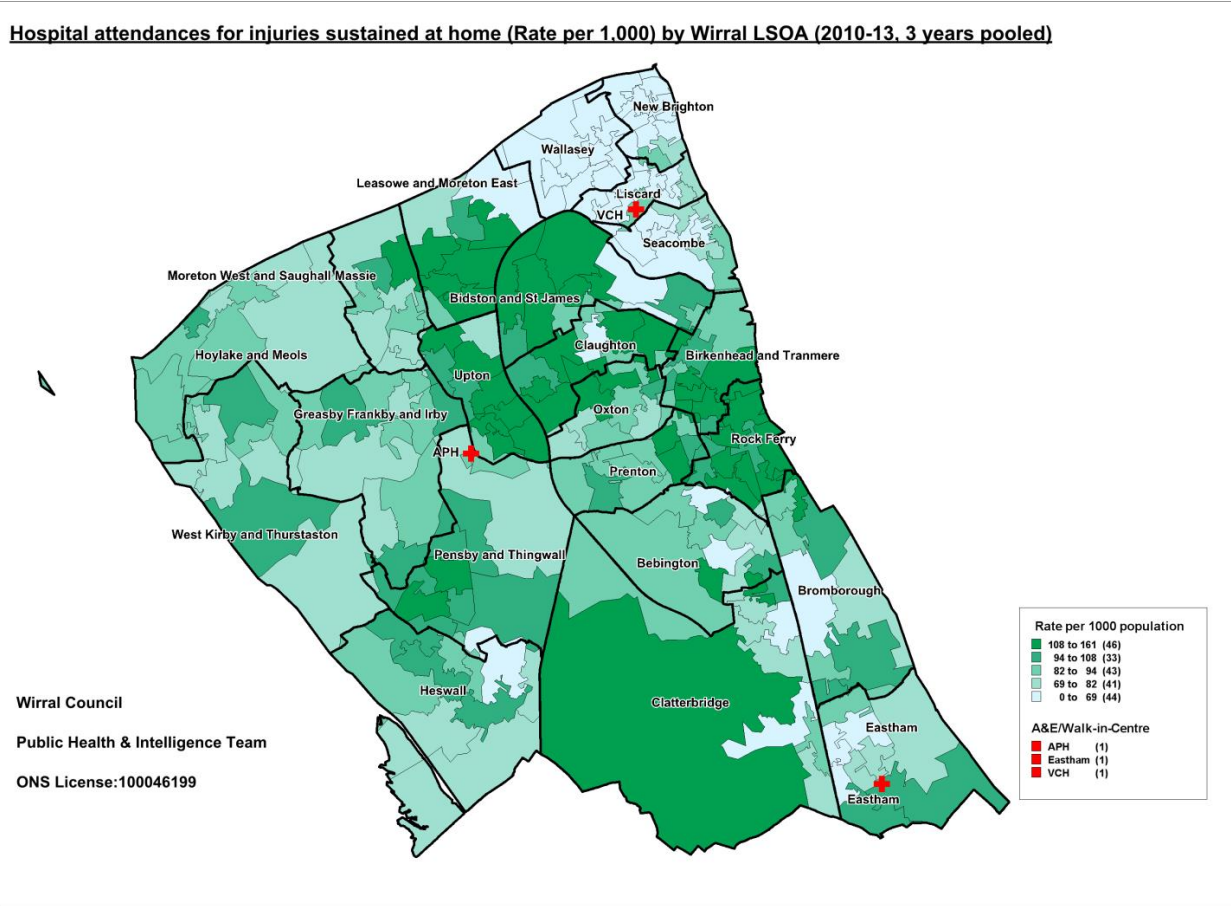 Hospital attendances for injuries sustained at home (Rate per 1,000) by Wirral LSOA (2010-13, 3 years pooled)
New Brighton
Wallasey
Leasowe and Moreton East
Liscard
VCH
Seacombe
Moreton West and Saughall Massie
Bidston and St James
Claughton
Birkenhead and Tranmere
Hoylake and Meols
Upton
Greasby Frankby and Irby
Oxton
Rock Ferry
APH
Prenton
West Kirby and Thurstaston
Pensby and Thingwall
Bebington
Bromborough
Heswall
Clatterbridge
Eastham
Eastham
Wirral Council
Public Health & Intelligence Team
ONS License:100046199
Rate per 1000 population
108 to 161 (46)
94 to 108 (33)
82 to 94 (43)
69 to 82 (41)
0 to 69 (44)
A&E/Walk-in-Centre
APH (1)
Eastham (1)
VCH (1)